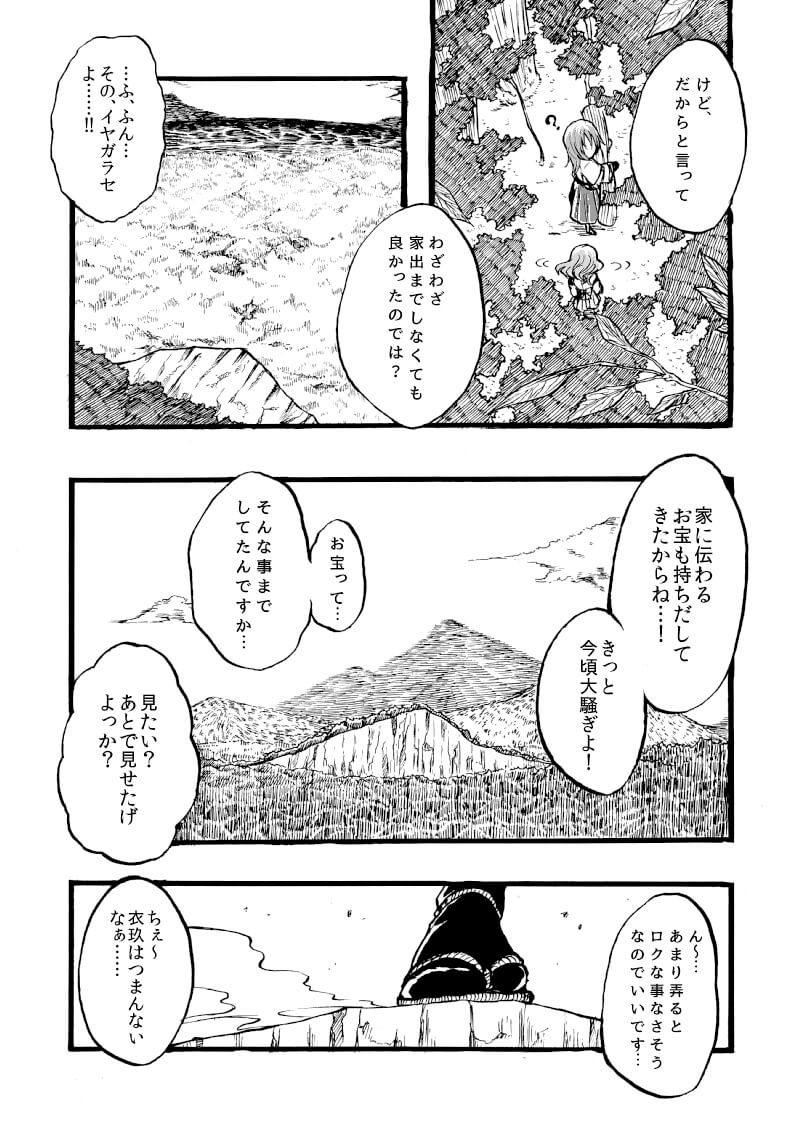 けど、
だからと言って
?
わざわざ
家出までしなくても
良かったのでは?
…ふ、ふん…
その、イヤガラセ
よ……!!
家に伝わる
お宝も持ちだして
きたからね…!
きっと
今頃大騒ぎよ!
お宝って…
そんな事まで
してたんですか…
見たい?
あとで見せたげ
よっか?
ん~…
あまり弄ると
ロクな事なさそう
なのでいいです…
ちぇ~
衣玖はつまんない
なぁ……